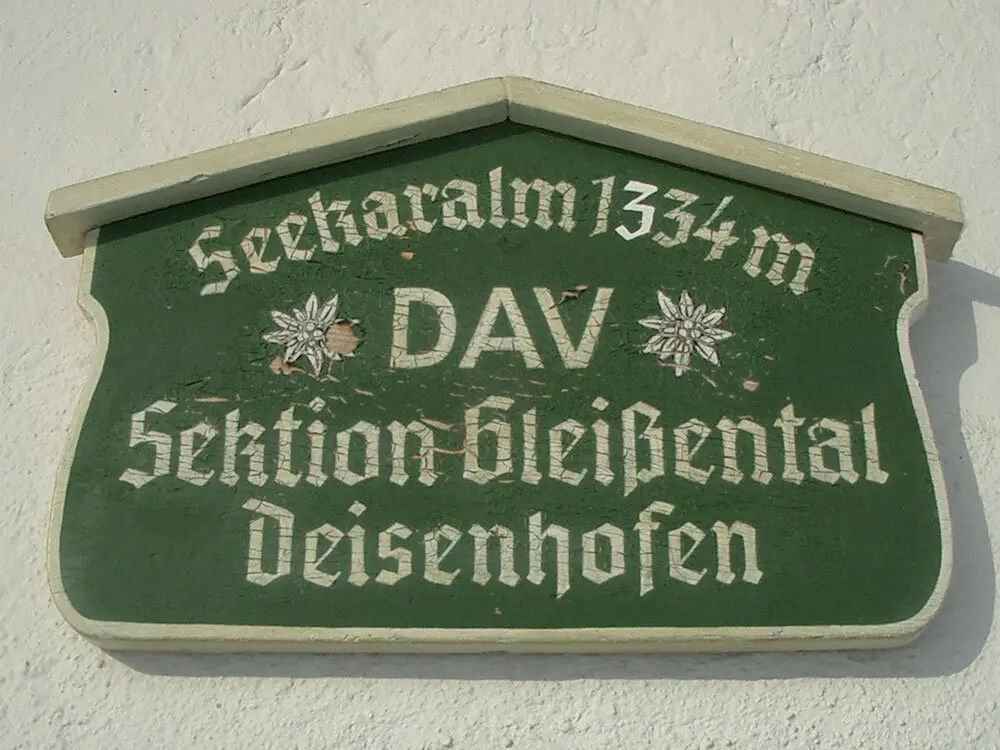 Seekaralm 1334 m
DAV
Sektion Gleißental
Deisenhofen